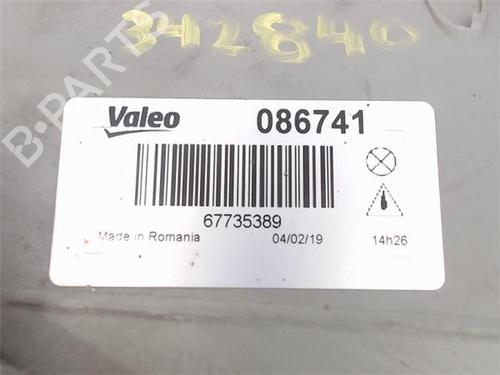 342840
B-PARTS
Valeo
086741
67735389
Made in Romania
04/02/19
14h26